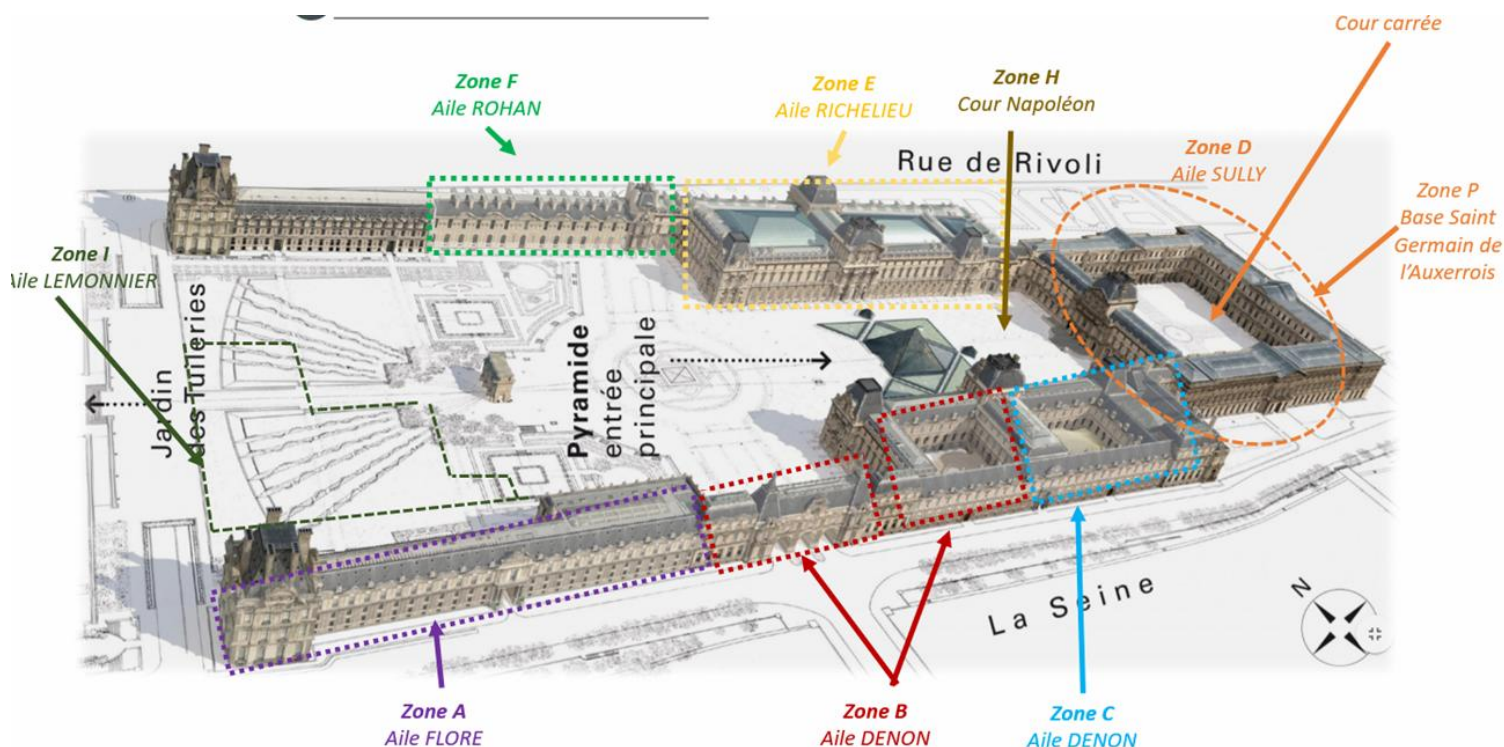 Cour carrée
Zone F
Aile ROHAN
Zone E
Aile RICHELIEU
Zone H
Cour Napoléon
Rue de Rivoli
Zone D
Aile SULLY
Zone P
Base Saint
Germain de
l'Auxerrois
Zone I
Aile LEMONNIER
Jardin
des Tuileries
Pyramide
entrée
principale
La Seine
N
Zone A
Aile FLORE
Zone B
Aile DENON
Zone C
Aile DENON